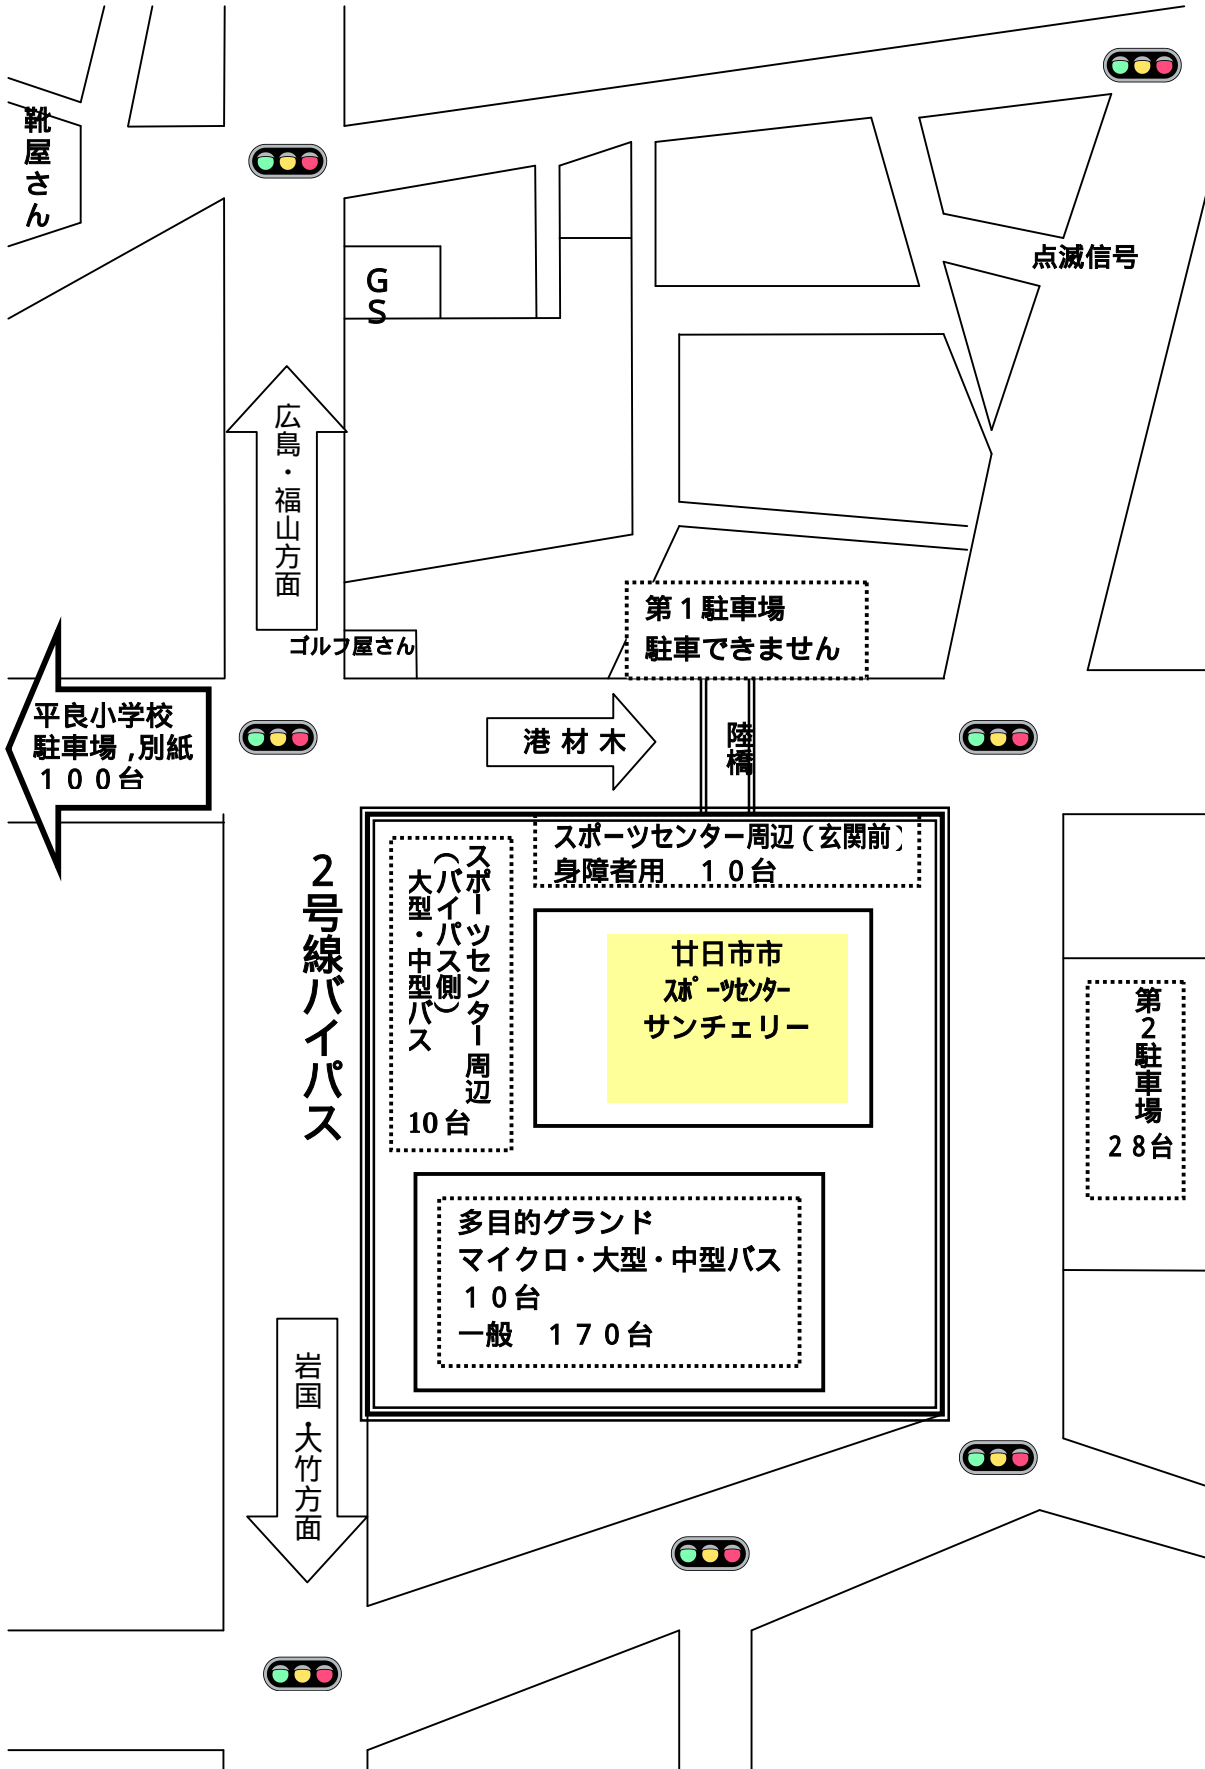 靴屋さん
点滅信号
GS
広島・福山方面
第１駐車場
駐車できません
ゴルフ屋さん
平良小学校
駐車場,別紙
１００台
港材木
陸橋
スポーツセンター周辺（玄関前）
身障者用　１０台
スポーツセンター周辺
（バイパス側）
大型・中型バス
10台
2号線バイパス
廿日市市
ｽﾎﾟｰﾂｾﾝﾀｰ
サンチェリー
第2駐車場
２８台
多目的グランド
マイクロ・大型・中型バス
１０台
一般　１７０台
岩国・大竹方面